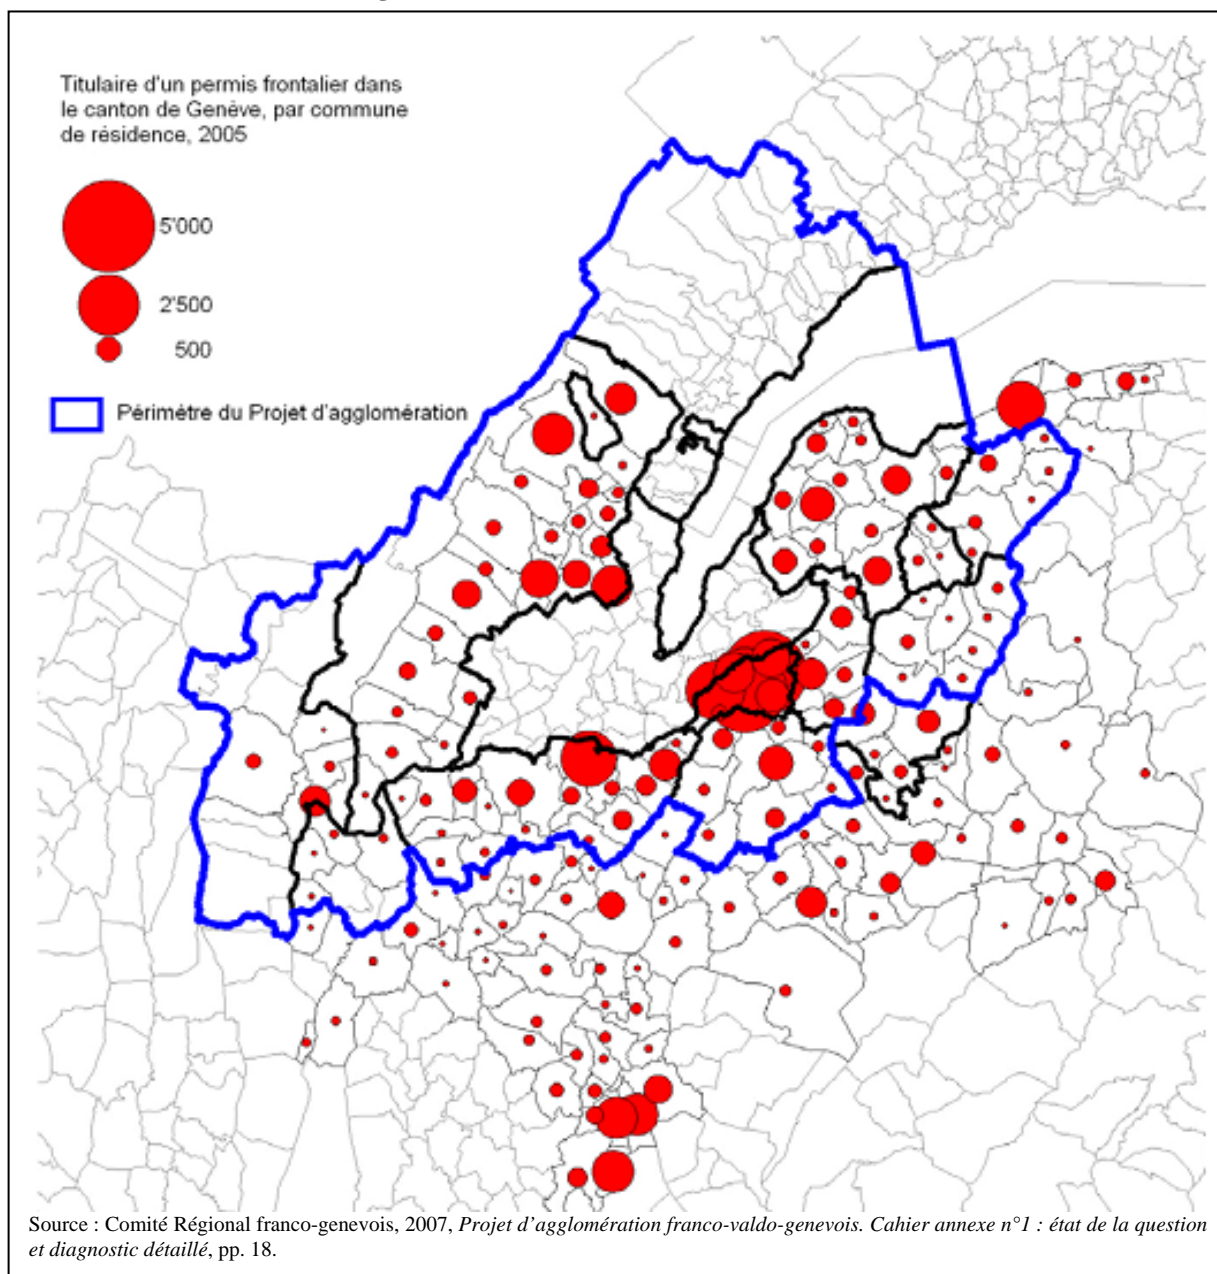 Titulaire d'un permis frontalier dans
le canton de Genève, par commune
de résidence, 2005
5'000
2'500
500
Périmètre du Projet d'agglomération
Source : Comité Régional franco-genevois, 2007, Projet d'agglomération franco-valdo-genevois. Cahier annexe n°1 : état de la question
et diagnostic détaillé, pp. 18.